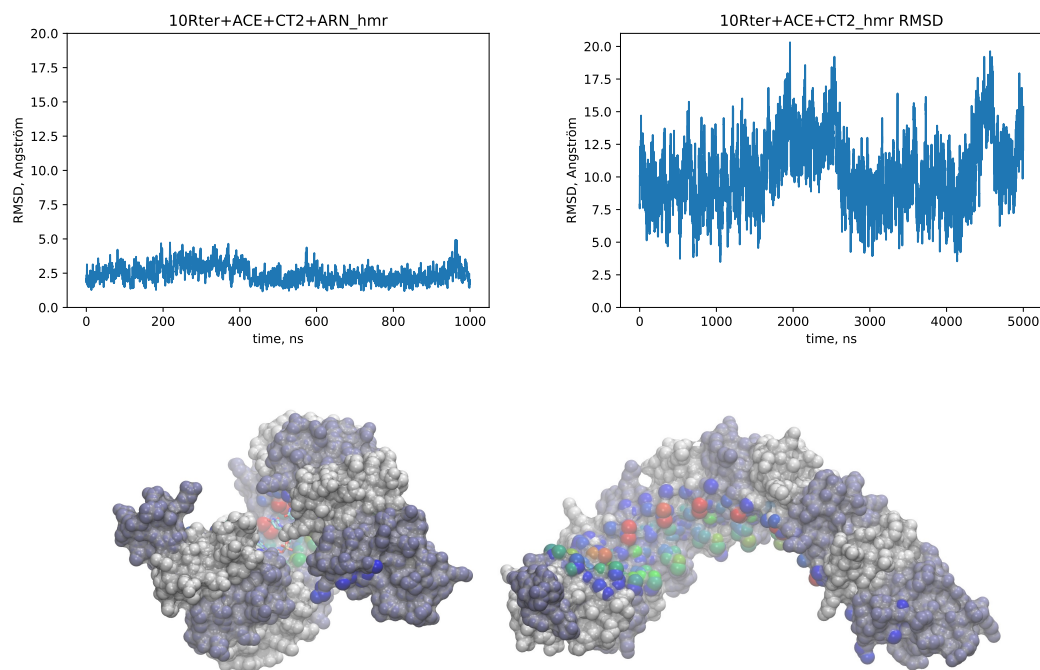 10Rter+ACE+CT2+ARN_hmr
20.0
17.5
15.0
12.5
10.0
7.5
5.0
2.5
0.0
RMSD, Angström
0 200 400 600 800 1000
time, ns
10Rter+ACE+CT2_hmr RMSD
20.0
17.5
15.0
12.5
10.0
7.5
5.0
2.5
0.0
RMSD, Angström
0 1000 2000 3000 4000 5000
time, ns